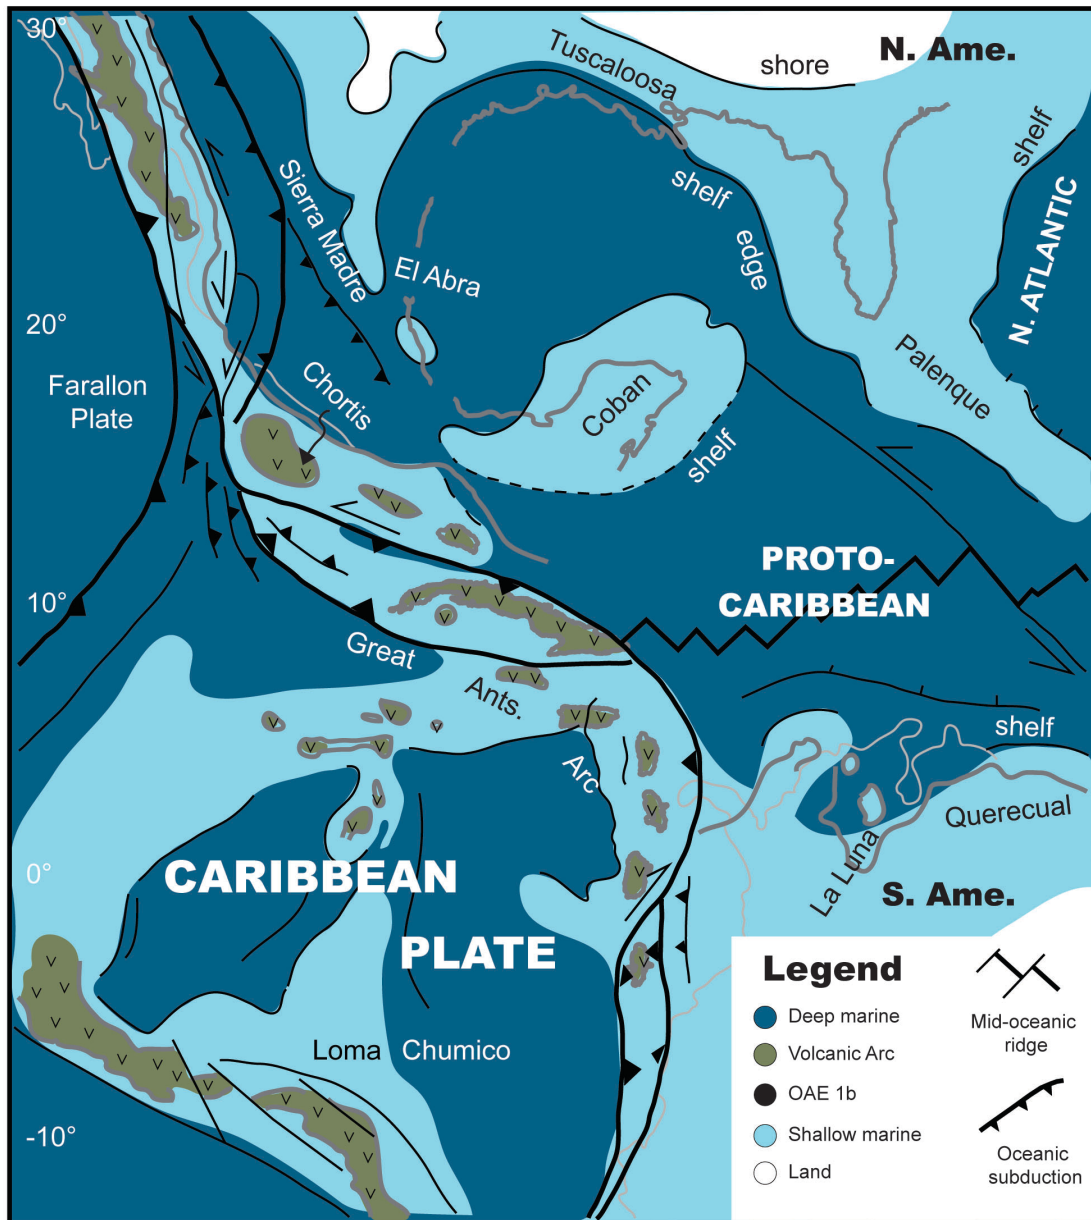 30°
Tuscaloosa
shore
N. Ame.
shelf
Sierra Madre
shelf
edge
N. ATLANTIC
El Abra
20°
Farallon
Plate
Chortis
Coban
shelf
Palenque
PROTO-
CARIBBEAN
10°
Great
Ants.
Arc
shelf
Querecual
La Luna
0°
CARIBBEAN
PLATE
S. Ame.
Loma Chumico
-10°
Legend
Deep marine
Volcanic Arc
OAE 1b
Shallow marine
Land
Mid-oceanic
ridge
Oceanic
subduction